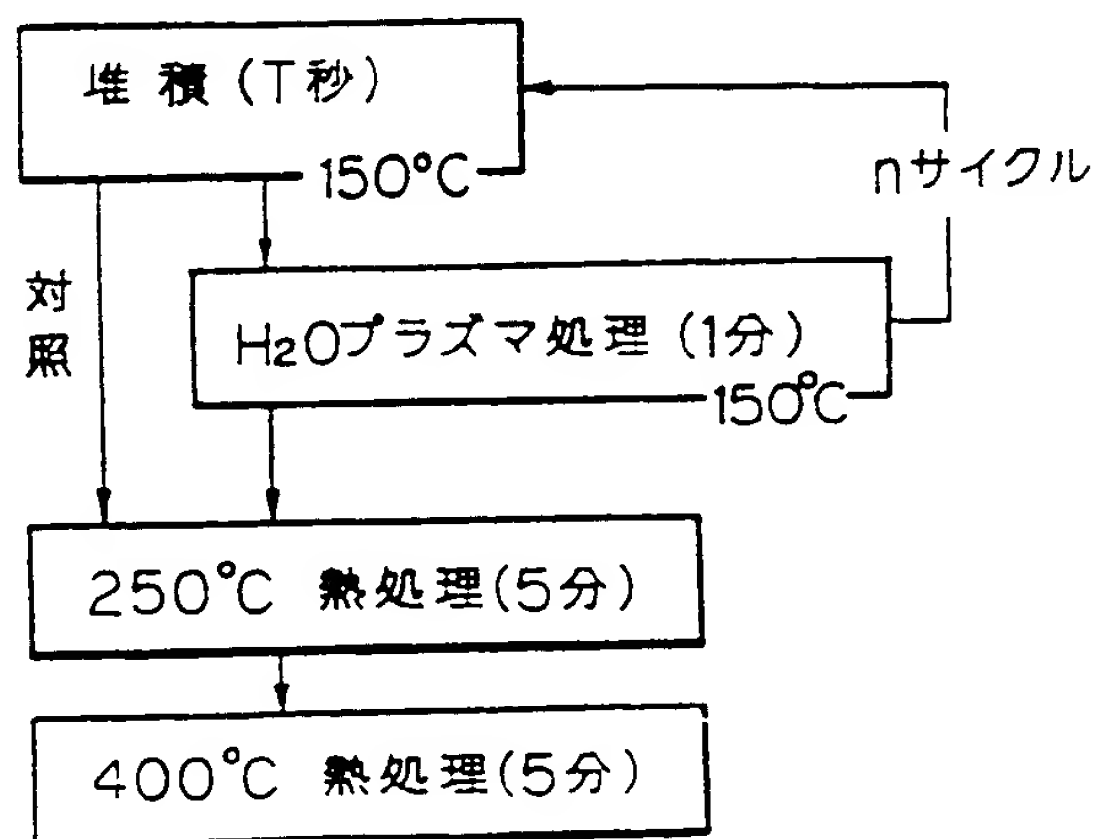 堆積(T秒)
150°C
nサイクル
対照
H₂Oプラズマ処理(1分)
150°C
250°C 熱処理(5分)
400°C 熱処理(5分)